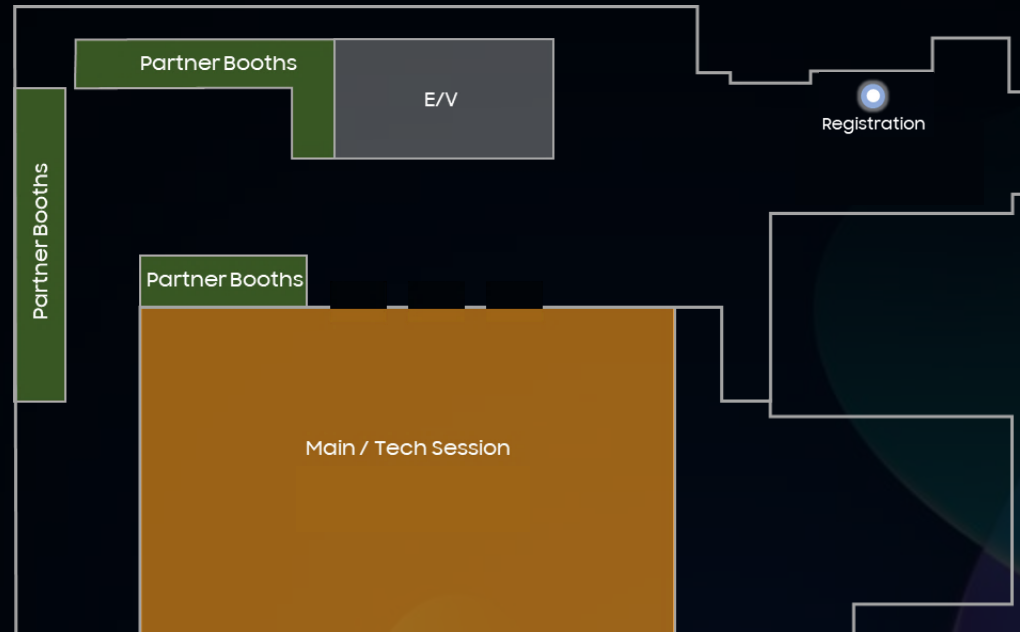 Partner Booths
E/V
Registration
Partner Booths
Partner Booths
Main / Tech Session